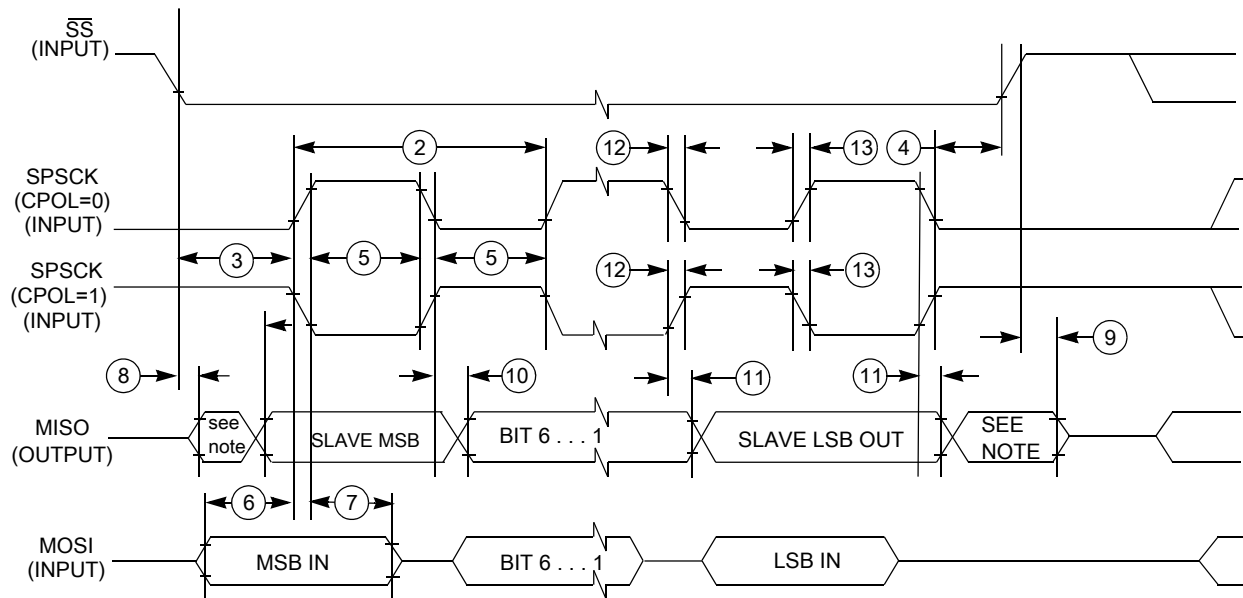 SS
(INPUT)
2
12
13
4
SPSCK
(CPOL=0)
(INPUT)
3
5
5
12
13
SPSCK
(CPOL=1)
(INPUT)
8
10
11
11
9
MISO
(OUTPUT)
see
note
SLAVE MSB
BIT 6 . . . 1
SLAVE LSB OUT
SEE
NOTE
6
7
MOSI
(INPUT)
MSB IN
BIT 6 . . . 1
LSB IN